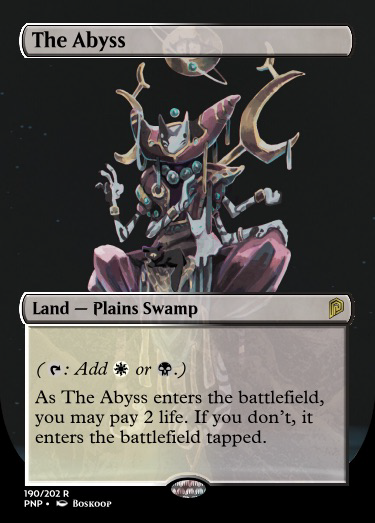 The Abyss
Land — Plains Swamp
( : Add or .)
As The Abyss enters the battlefield,
you may pay 2 life. If you don't, it
enters the battlefield tapped.
190/202 R
PNP • Boskoop